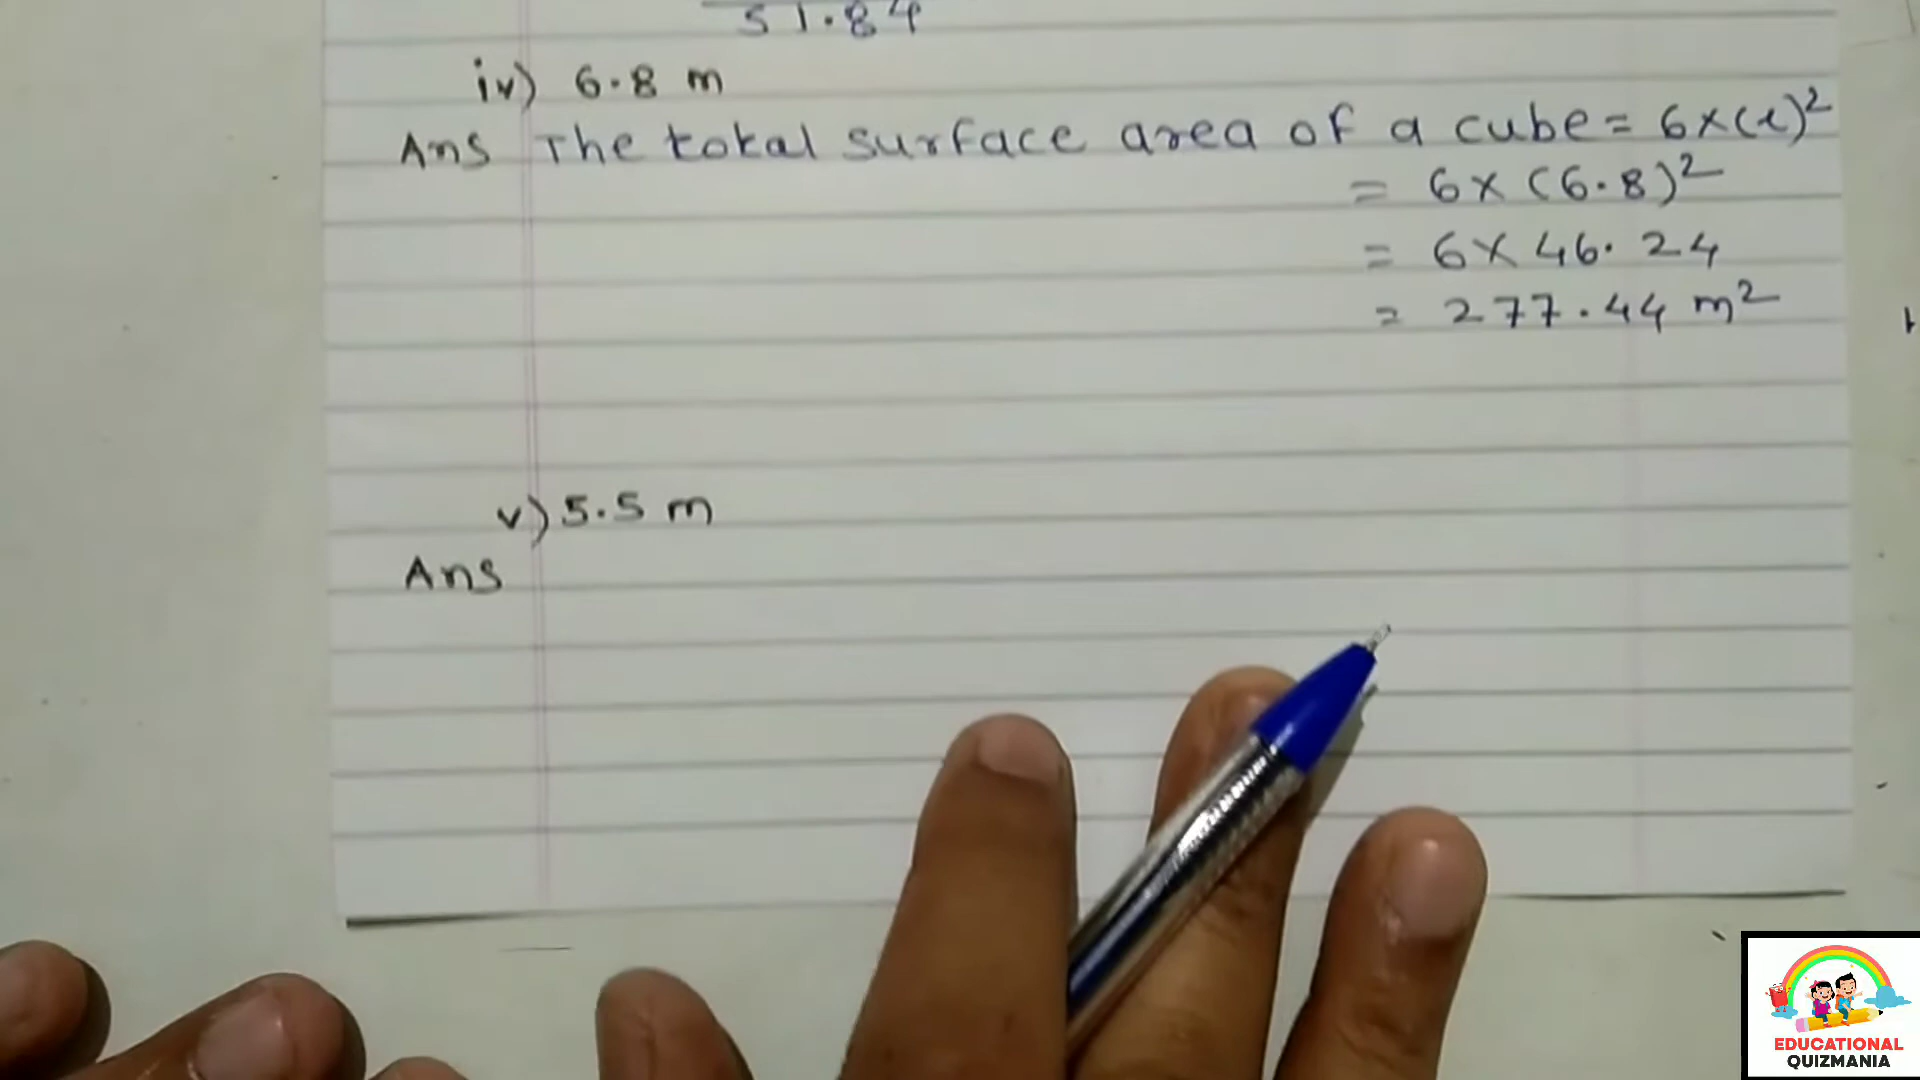 51.84
iv) 6.8 m
Ans The total surface area of a cube = 6×(l)²
= 6×(6.8)²
= 6×46.24
= 277.44 m²
v) 5.5 m
Ans
EDUCATIONAL
QUIZMANIA